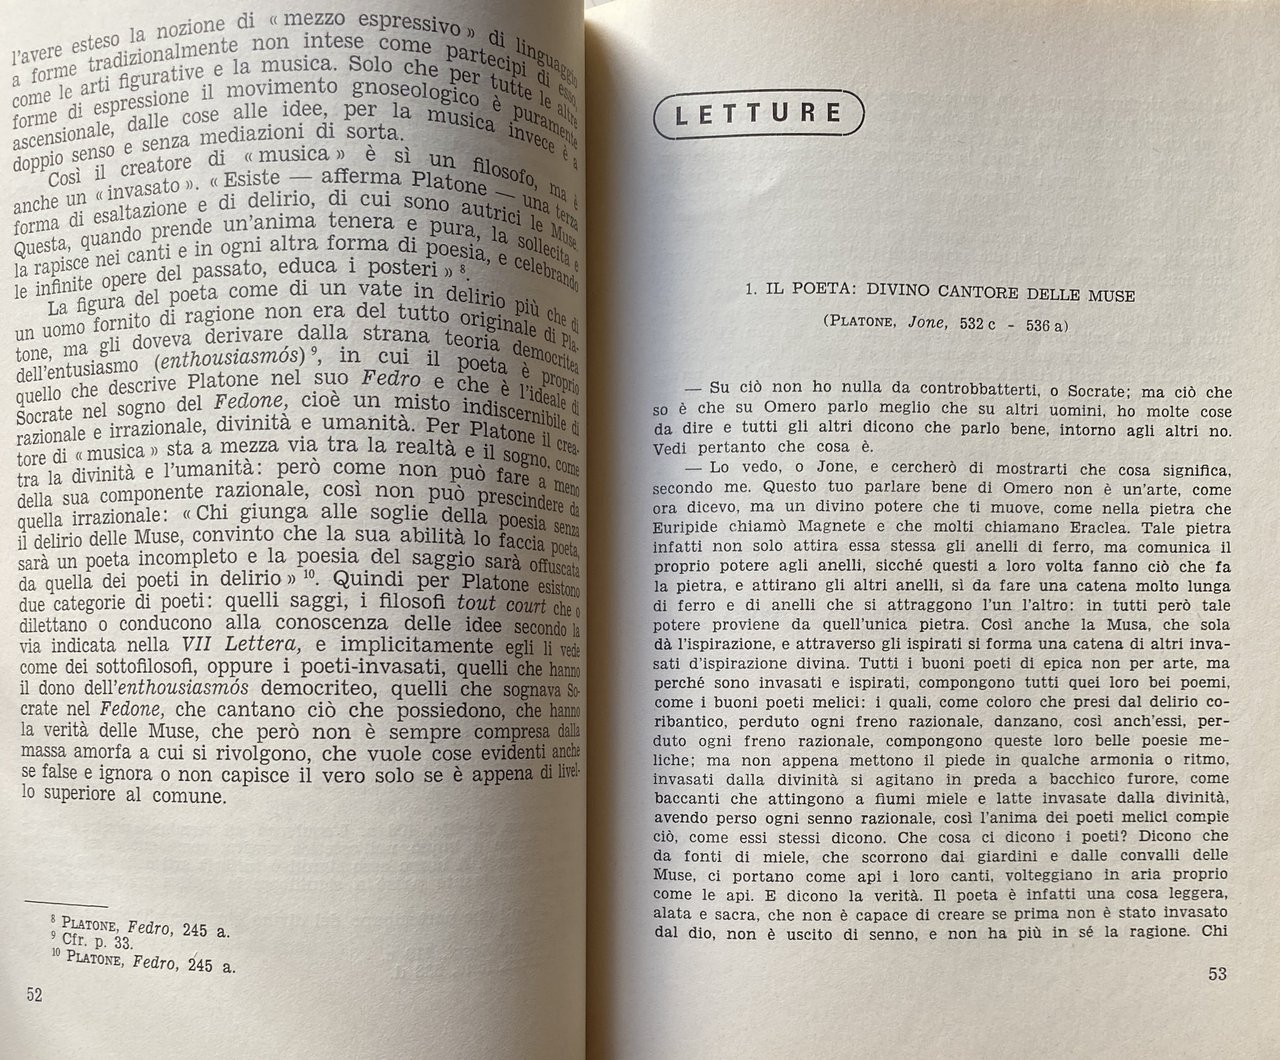 l'avere esteso la nozione di « mezzo espressivo » di linguaggio
a forme tradizionalmente non intese come partecipi di esso,
come le arti figurative e la musica. Solo che per tutte le altre
forme di espressione il movimento gnoseologico è puramente
ascensionale, dalle cose alle idee, per la musica invece è a
doppio senso e senza mediazioni di sorta.
Così il creatore di « musica » è sì un filosofo, ma è
anche un « invasato ». « Esiste — afferma Platone — una terza
forma di esaltazione e di delirio, di cui sono autrici le Muse.
Questa, quando prende un'anima tenera e pura, la sollecita e
la rapisce nei canti e in ogni altra forma di poesia, e celebrando
le infinite opere del passato, educa i posteri » 8.
La figura del poeta come di un vate in delirio più che di
un uomo fornito di ragione non era del tutto originale di Pla-
tone, ma gli doveva derivare dalla strana teoria democritea
dell'entusiasmo (enthousiasmós) 9, in cui il poeta è proprio
quello che descrive Platone nel suo Fedro e che è l'ideale di
Socrate nel sogno del Fedone, cioè un misto indiscernibile di
razionale e irrazionale, divinità e umanità. Per Platone il crea-
tore di « musica » sta a mezza via tra la realtà e il sogno, come
tra la divinità e l'umanità: però come non può fare a meno
della sua componente razionale, così non può prescindere da
quella irrazionale: « Chi giunga alle soglie della poesia senza
il delirio delle Muse, convinto che la sua abilità lo faccia poeta,
sarà un poeta incompleto e la poesia del saggio sarà offuscata
da quella dei poeti in delirio » 10. Quindi per Platone esistono
due categorie di poeti: quelli saggi, i filosofi tout court che o
dilettano o conducono alla conoscenza delle idee secondo la
via indicata nella VII Lettera, e implicitamente egli li vede
come dei sottofilosofi, oppure i poeti-invasati, quelli che hanno
il dono dell'enthousiasmós democriteo, quelli che sognava So-
crate nel Fedone, che cantano ciò che possiedono, che hanno
la verità delle Muse, che però non è sempre compresa dalla
massa amorfa a cui si rivolgono, che vuole cose evidenti anche
se false e ignora o non capisce il vero solo se è appena di livel-
lo superiore al comune.
8 PLATONE, Fedro, 245 a.
9 Cfr. p. 33.
10 PLATONE, Fedro, 245 a.
52
LETTURE
1. IL POETA: DIVINO CANTORE DELLE MUSE
(PLATONE, Jone, 532 c - 536 a)
— Su ciò non ho nulla da controbbatterti, o Socrate; ma ciò che
so è che su Omero parlo meglio che su altri uomini, ho molte cose
da dire e tutti gli altri dicono che parlo bene, intorno agli altri no.
Vedi pertanto che cosa è.
— Lo vedo, o Jone, e cercherò di mostrarti che cosa significa,
secondo me. Questo tuo parlare bene di Omero non è un'arte, come
ora dicevo, ma un divino potere che ti muove, come nella pietra che
Euripide chiamò Magnete e che molti chiamano Eraclea. Tale pietra
infatti non solo attira essa stessa gli anelli di ferro, ma comunica il
proprio potere agli anelli, sicché questi a loro volta fanno ciò che fa
la pietra, e attirano gli altri anelli, sì da fare una catena molto lunga
di ferro e di anelli che si attraggono l'un l'altro: in tutti però tale
potere proviene da quell'unica pietra. Così anche la Musa, che sola
dà l'ispirazione, e attraverso gli ispirati si forma una catena di altri inva-
sati d'ispirazione divina. Tutti i buoni poeti di epica non per arte, ma
perché sono invasati e ispirati, compongono tutti quei loro bei poemi,
come i buoni poeti melici: i quali, come coloro che presi dal delirio co-
ribantico, perduto ogni freno razionale, danzano, così anch'essi, per-
duto ogni freno razionale, compongono queste loro belle poesie me-
liche; ma non appena mettono il piede in qualche armonia o ritmo,
invasati dalla divinità si agitano in preda a bacchico furore, come
baccanti che attingono a fiumi miele e latte invasate dalla divinità,
avendo perso ogni senno razionale, così l'anima dei poeti melici compie
ciò, come essi stessi dicono. Che cosa ci dicono i poeti? Dicono che
da fonti di miele, che scorrono dai giardini e dalle convalli delle
Muse, ci portano come api i loro canti, volteggiano in aria proprio
come le api. E dicono la verità. Il poeta è infatti una cosa leggera,
alata e sacra, che non è capace di creare se prima non è stato invasato
dal dio, non è uscito di senno, e non ha più in sé la ragione. Chi
53